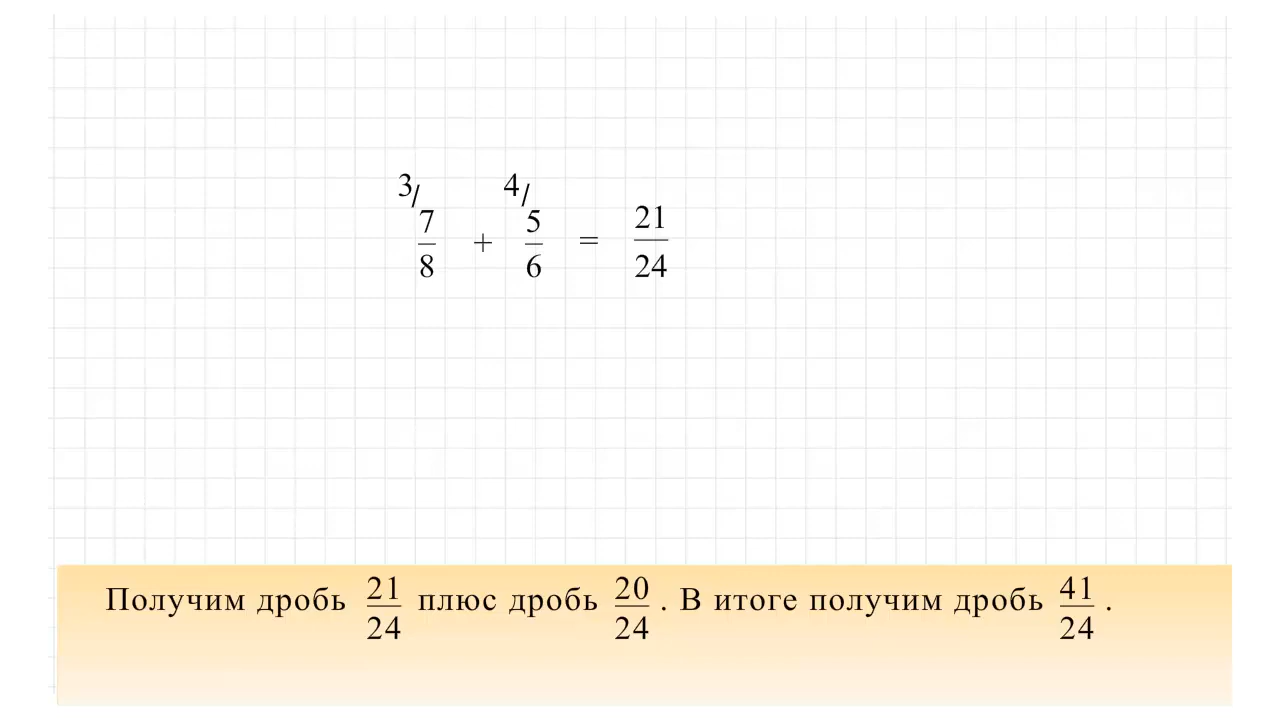 3/ 4/
7/8 + 5/6 = 21/24
Получим дробь 21/24 плюс дробь 20/24 . В итоге получим дробь 41/24 .